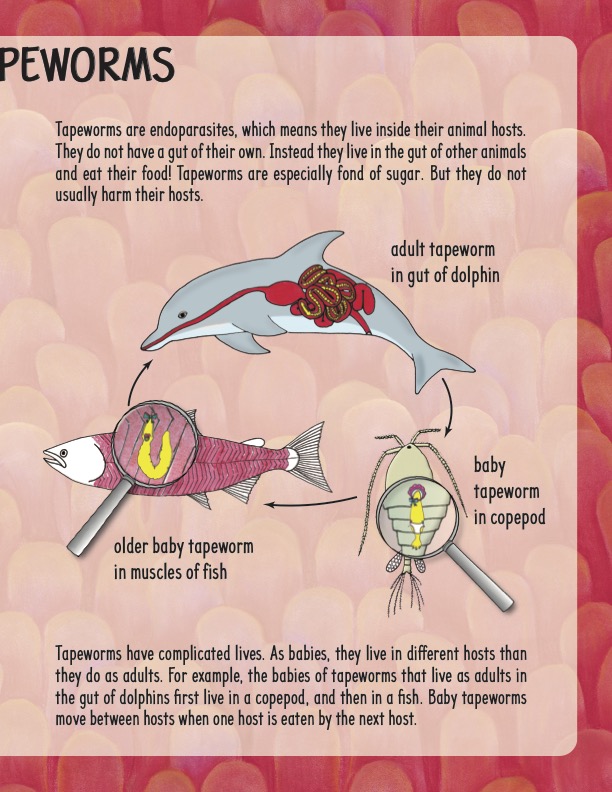 PEWORMS
Tapeworms are endoparasites, which means they live inside their animal hosts.
They do not have a gut of their own. Instead they live in the gut of other animals
and eat their food! Tapeworms are especially fond of sugar. But they do not
usually harm their hosts.
adult tapeworm
in gut of dolphin
baby
tapeworm
in copepod
older baby tapeworm
in muscles of fish
Tapeworms have complicated lives. As babies, they live in different hosts than
they do as adults. For example, the babies of tapeworms that live as adults in
the gut of dolphins first live in a copepod, and then in a fish. Baby tapeworms
move between hosts when one host is eaten by the next host.